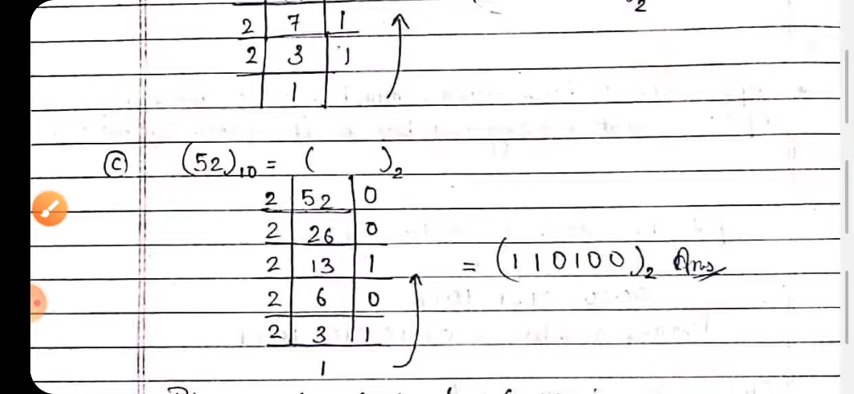 2
2 7 1
2 3 1
1
(c) (52)10 = ( )2
2 52 0
2 26 0
2 13 1 = (110100)2 Ans
2 6 0
2 3 1
1